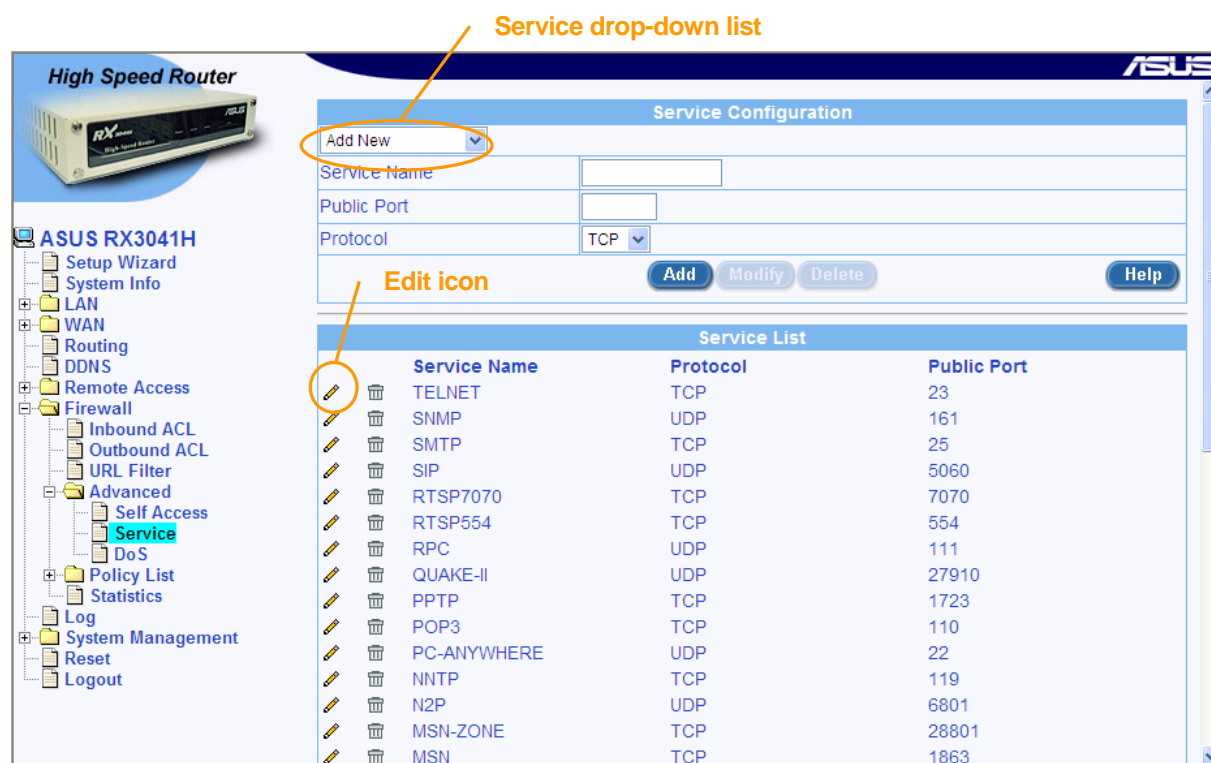 Service drop-down list
High Speed Router
ASUS
ASUS
RX
High-Speed Router
Service Configuration
Add New
Service Name
Public Port
Protocol TCP
Add Modify Delete Help
Edit icon
ASUS RX3041H
Setup Wizard
System Info
LAN
WAN
Routing
DDNS
Remote Access
Firewall
Inbound ACL
Outbound ACL
URL Filter
Advanced
Self Access
Service
DoS
Policy List
Statistics
Log
System Management
Reset
Logout
Service List
Service Name Protocol Public Port
TELNET TCP 23
SNMP UDP 161
SMTP TCP 25
SIP UDP 5060
RTSP7070 TCP 7070
RTSP554 TCP 554
RPC UDP 111
QUAKE-II UDP 27910
PPTP TCP 1723
POP3 TCP 110
PC-ANYWHERE UDP 22
NNTP TCP 119
N2P UDP 6801
MSN-ZONE TCP 28801
MSN TCP 1863